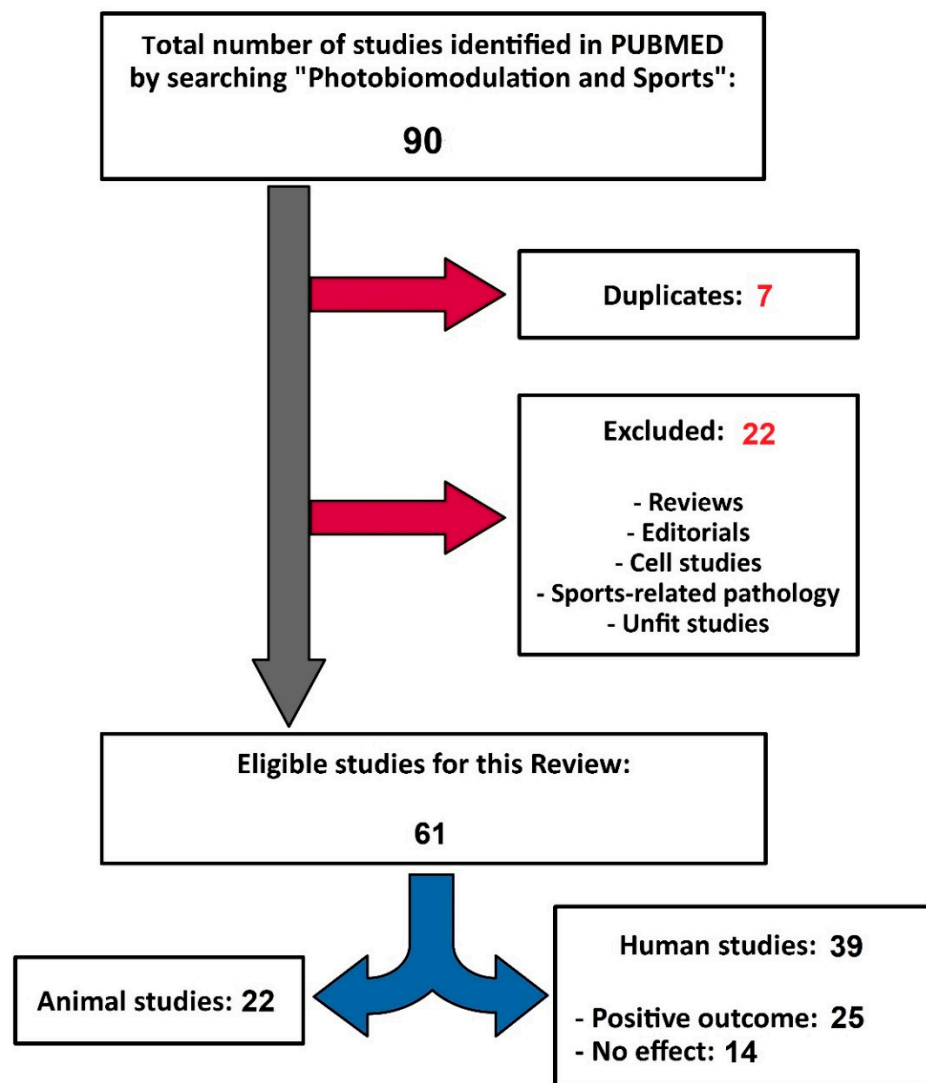 Total number of studies identified in PUBMED
by searching "Photobiomodulation and Sports":
90
Duplicates: 7
Excluded: 22
- Reviews
- Editorials
- Cell studies
- Sports-related pathology
- Unfit studies
Eligible studies for this Review:
61
Animal studies: 22
Human studies: 39
- Positive outcome: 25
- No effect: 14